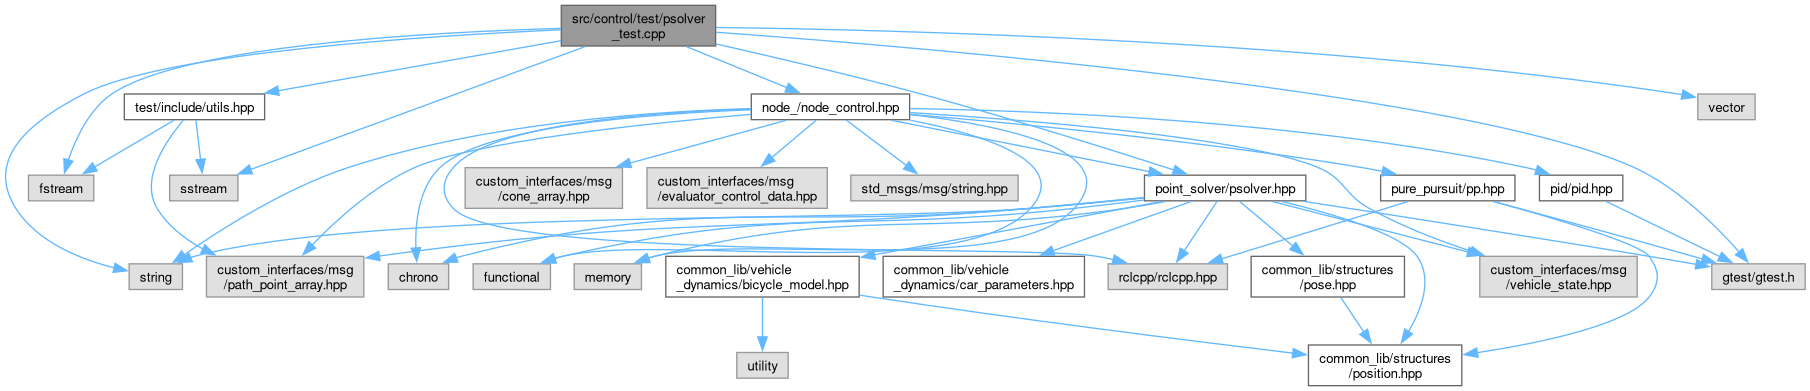 src/control/test/psolver
_test.cpp
test/include/utils.hpp
node_/node_control.hpp
vector
fstream
sstream
custom_interfaces/msg
/cone_array.hpp
custom_interfaces/msg
/evaluator_control_data.hpp
std_msgs/msg/string.hpp
point_solver/psolver.hpp
pure_pursuit/pp.hpp
pid/pid.hpp
string
custom_interfaces/msg
/path_point_array.hpp
chrono
functional
memory
common_lib/vehicle
_dynamics/bicycle_model.hpp
common_lib/vehicle
_dynamics/car_parameters.hpp
rclcpp/rclcpp.hpp
common_lib/structures
/pose.hpp
custom_interfaces/msg
/vehicle_state.hpp
gtest/gtest.h
utility
common_lib/structures
/position.hpp